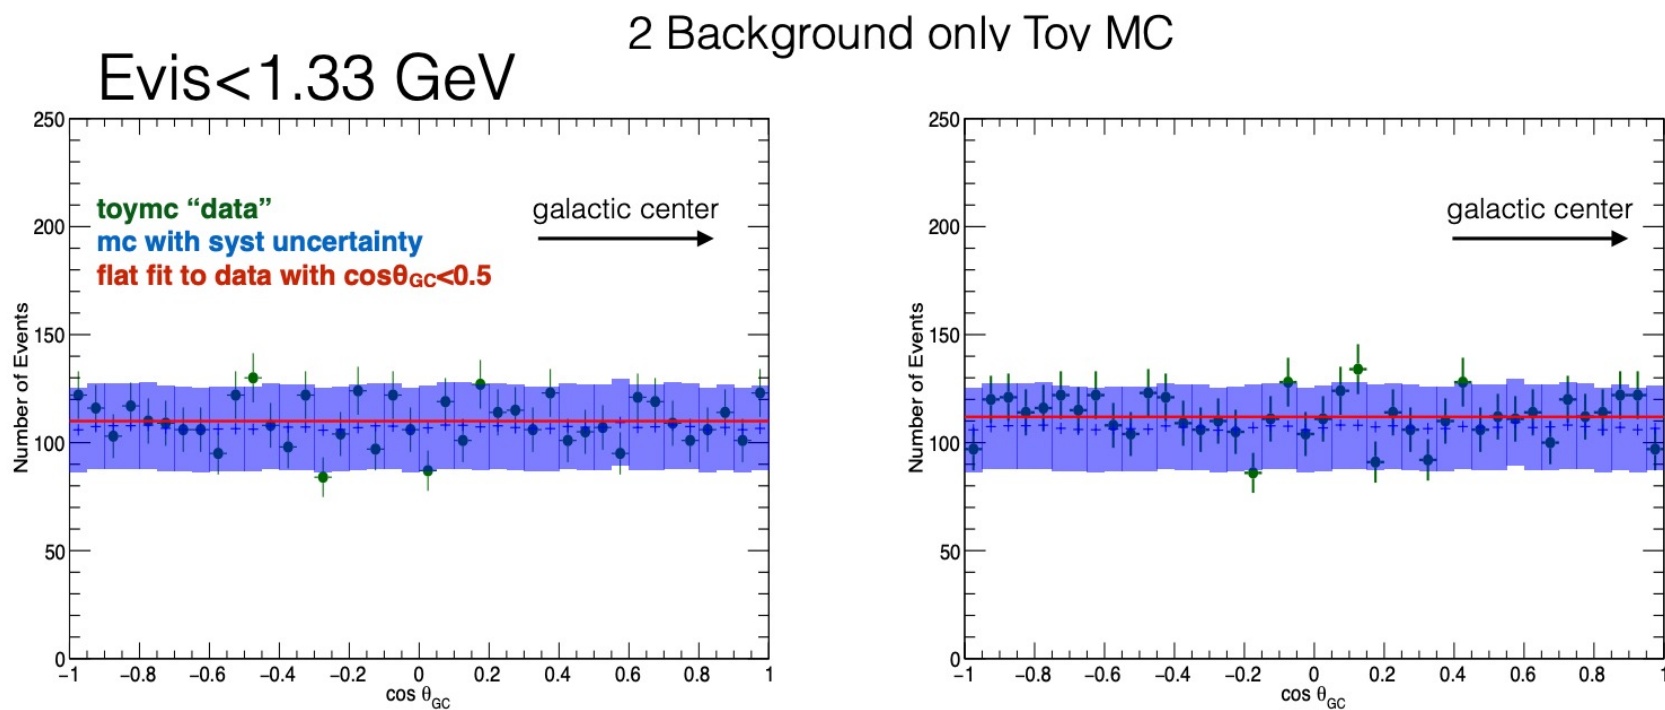 2 Background only Toy MC
Evis<1.33 GeV
250
200
150
100
50
0
Number of Events
toymc “data”
mc with syst uncertainty
flat fit to data with cosθGC<0.5
galactic center
−1 −0.8 −0.6 −0.4 −0.2 0 0.2 0.4 0.6 0.8 1
cos θGC
250
200
150
100
50
0
Number of Events
galactic center
−1 −0.8 −0.6 −0.4 −0.2 0 0.2 0.4 0.6 0.8 1
cos θGC